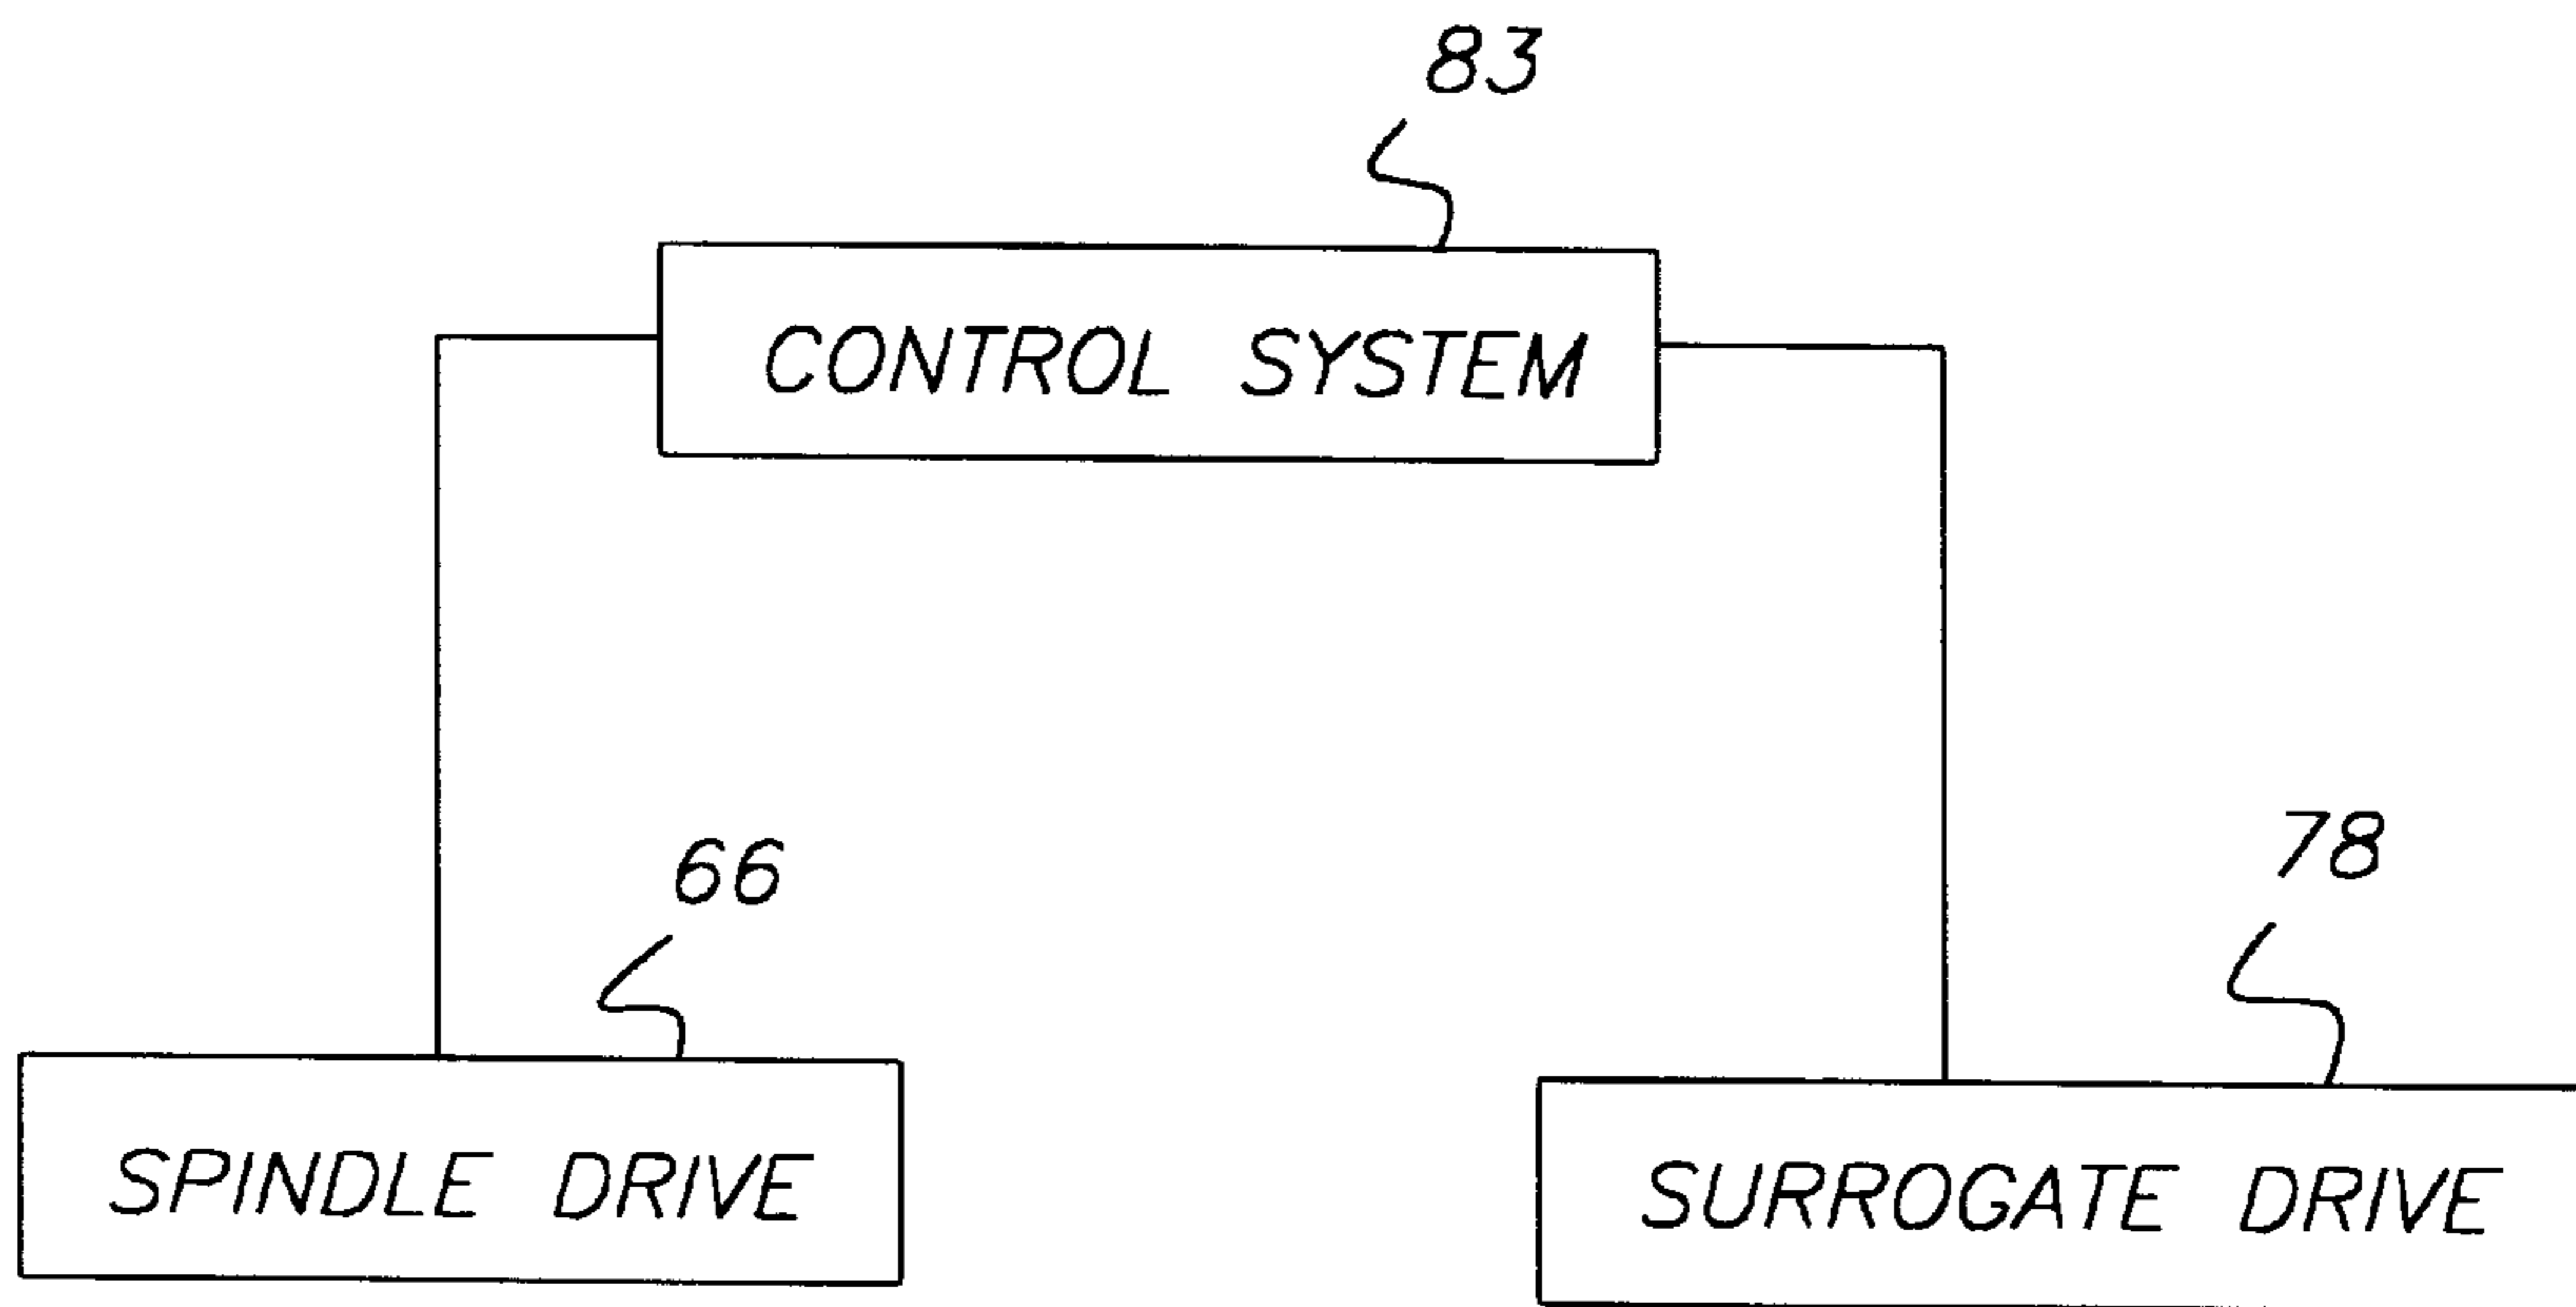 83
CONTROL SYSTEM
66
78
SPINDLE DRIVE
SURROGATE DRIVE